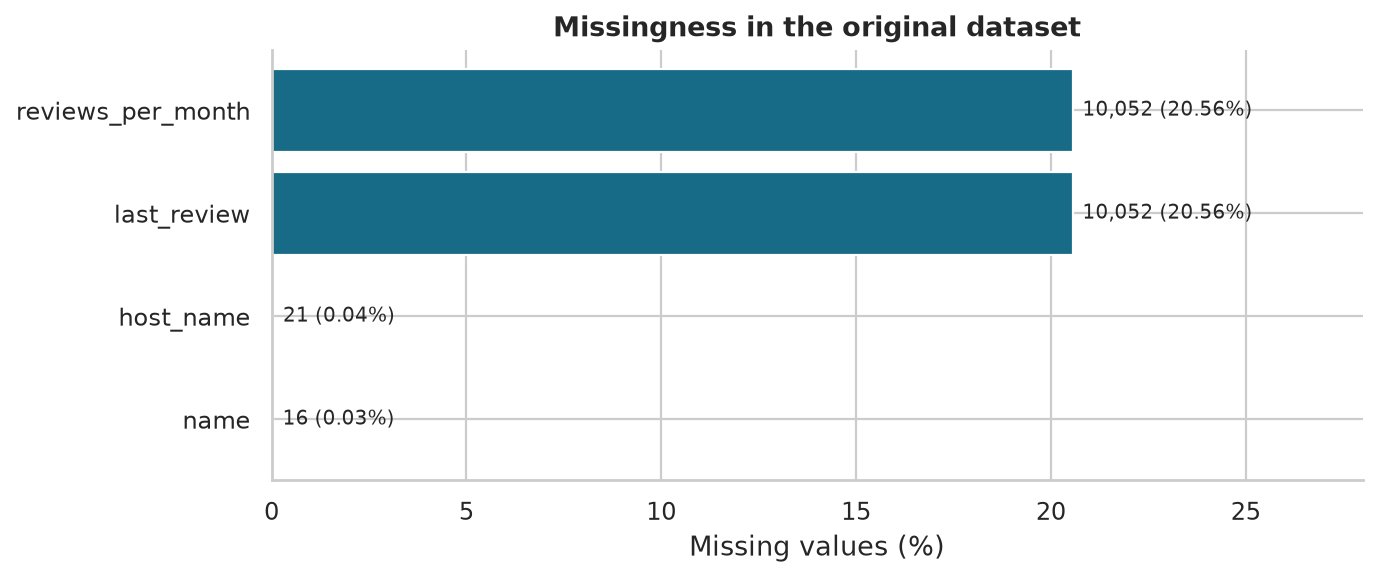 Missingness in the original dataset
reviews_per_month
10,052 (20.56%)
last_review
10,052 (20.56%)
host_name
21 (0.04%)
name
16 (0.03%)
0 5 10 15 20 25
Missing values (%)